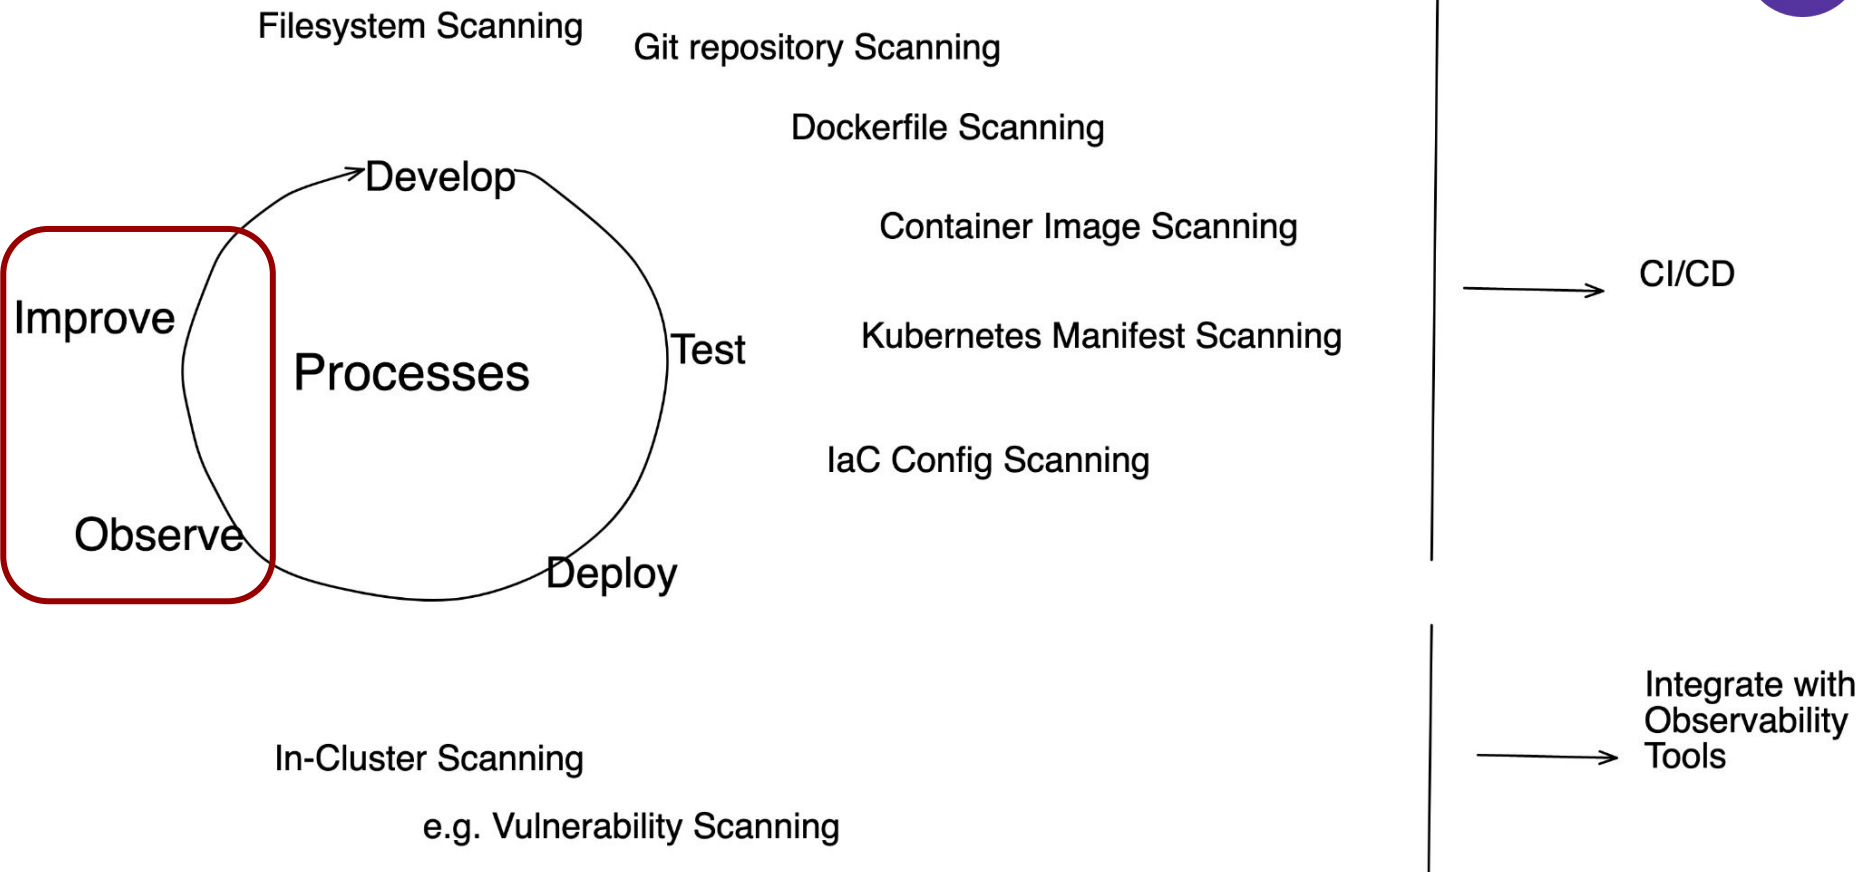 Filesystem Scanning
Git repository Scanning
Dockerfile Scanning
Develop
Container Image Scanning
CI/CD
Improve
Kubernetes Manifest Scanning
Test
Processes
IaC Config Scanning
Observe
Deploy
Integrate with
Observability
Tools
In-Cluster Scanning
e.g. Vulnerability Scanning